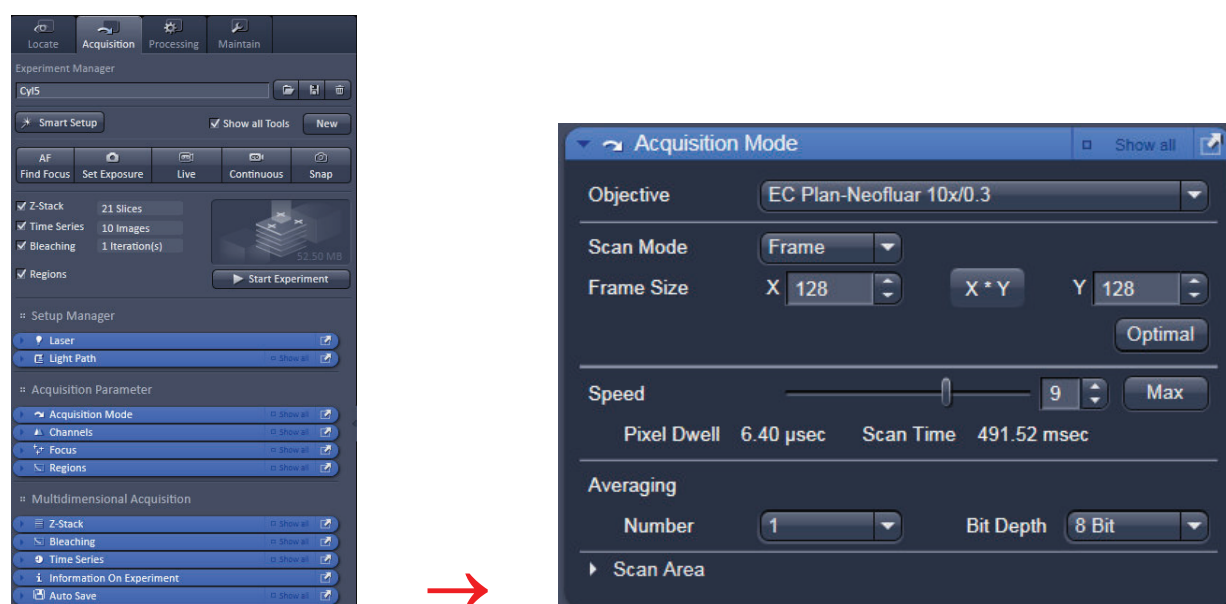 Locate Acquisition Processing Maintain
Experiment Manager
Cyl5
Smart Setup Show all Tools New
AF
Find Focus Set Exposure Live Continuous Snap
Z-Stack 21 Slices
Time Series 10 Images
Bleaching 1 Iteration(s)
52.50 MB
Regions Start Experiment
Setup Manager
Laser
Light Path Show all
Acquisition Parameter
Acquisition Mode Show all
Channels Show all
Focus Show all
Regions Show all
Multidimensional Acquisition
Z-Stack Show all
Bleaching Show all
Time Series Show all
Information On Experiment
Auto Save Show all
Acquisition Mode Show all
Objective EC Plan-Neofluar 10x/0.3
Scan Mode Frame
Frame Size X 128 X * Y Y 128
Optimal
Speed 9 Max
Pixel Dwell 6.40 µsec Scan Time 491.52 msec
Averaging
Number 1 Bit Depth 8 Bit
Scan Area